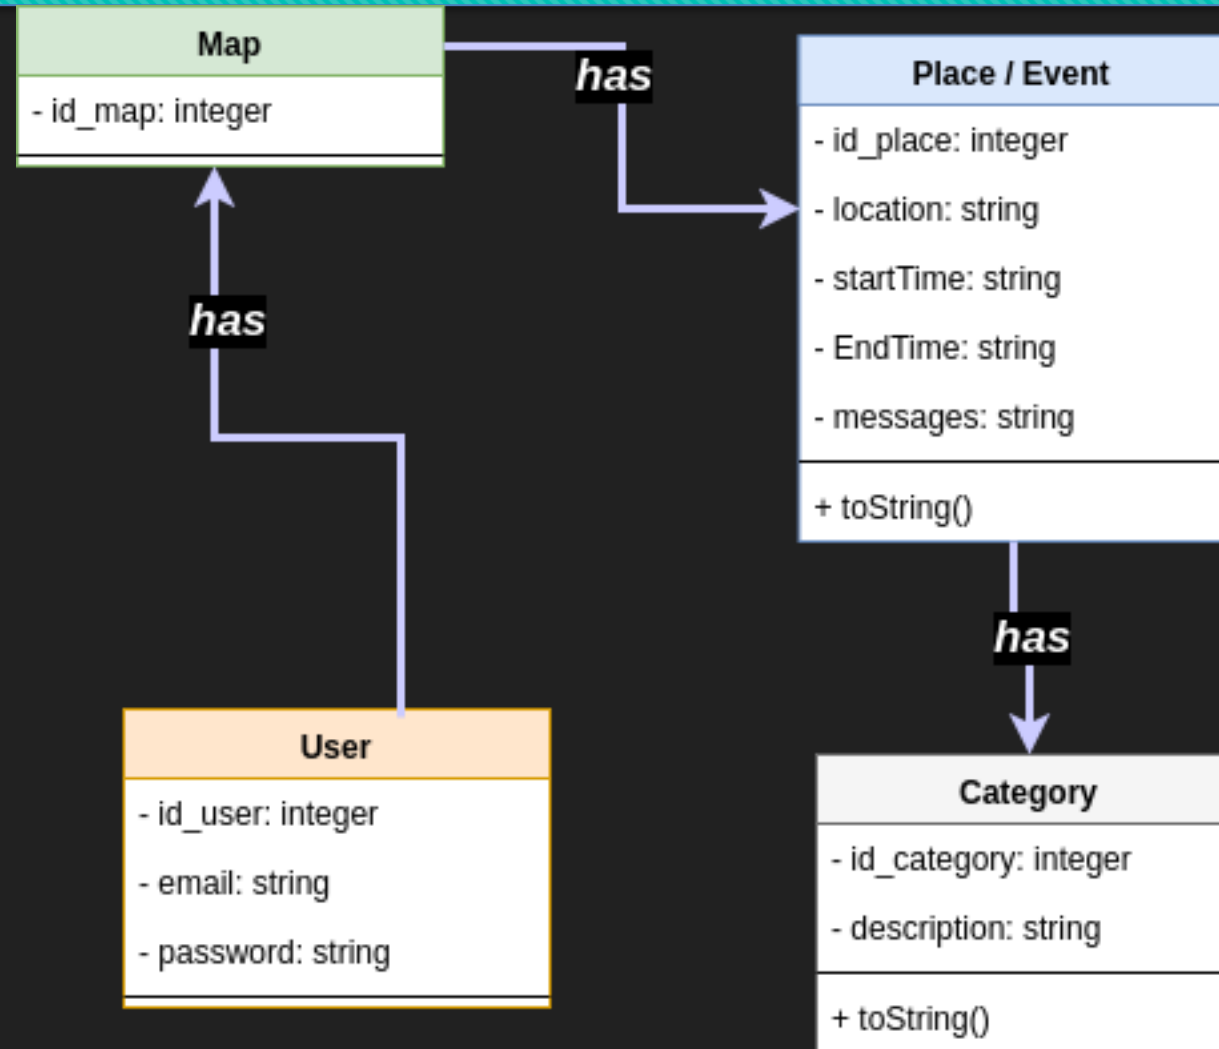 Map
- id_map: integer
has
Place / Event
- id_place: integer
- location: string
- startTime: string
- EndTime: string
- messages: string
+ toString()
has
has
User
- id_user: integer
- email: string
- password: string
Category
- id_category: integer
- description: string
+ toString()